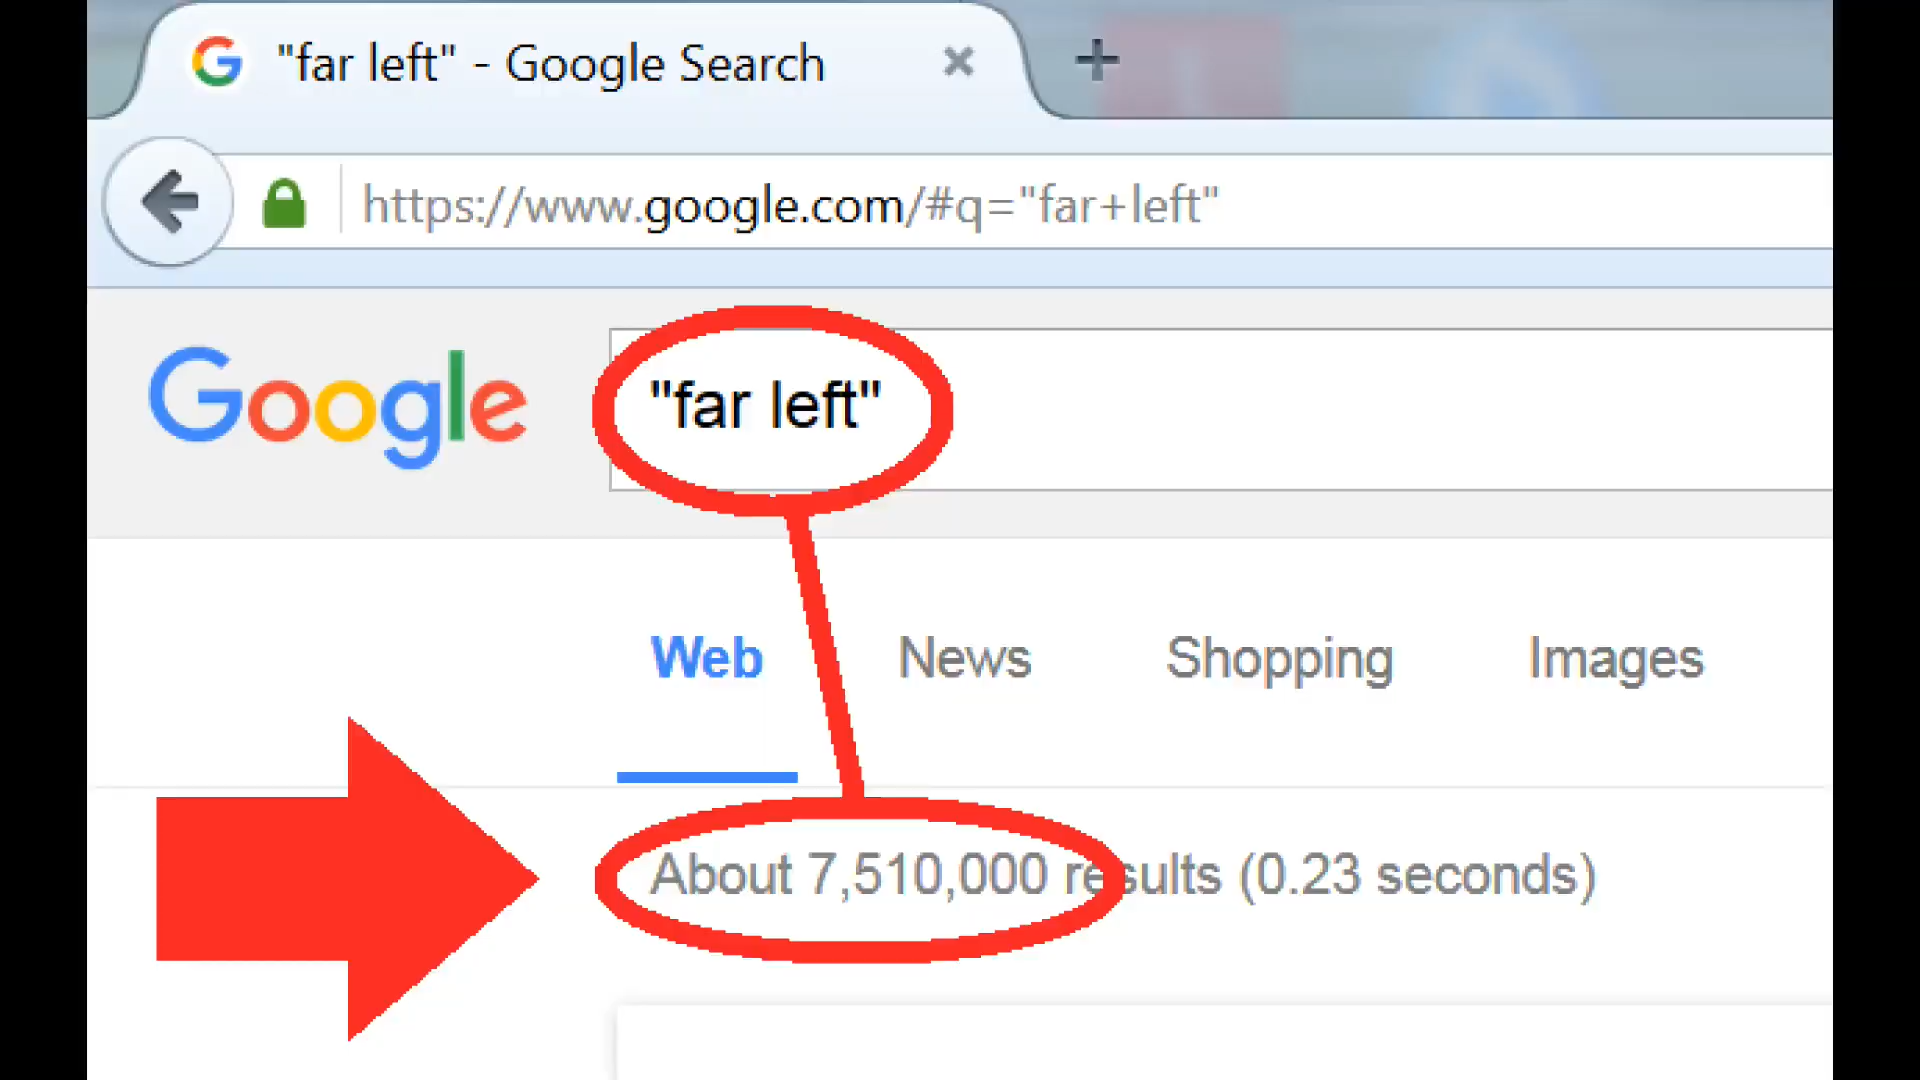 "far left" - Google Search
https://www.google.com/#q="far+left"
Google "far left"
Web News Shopping Images
About 7,510,000 results (0.23 seconds)